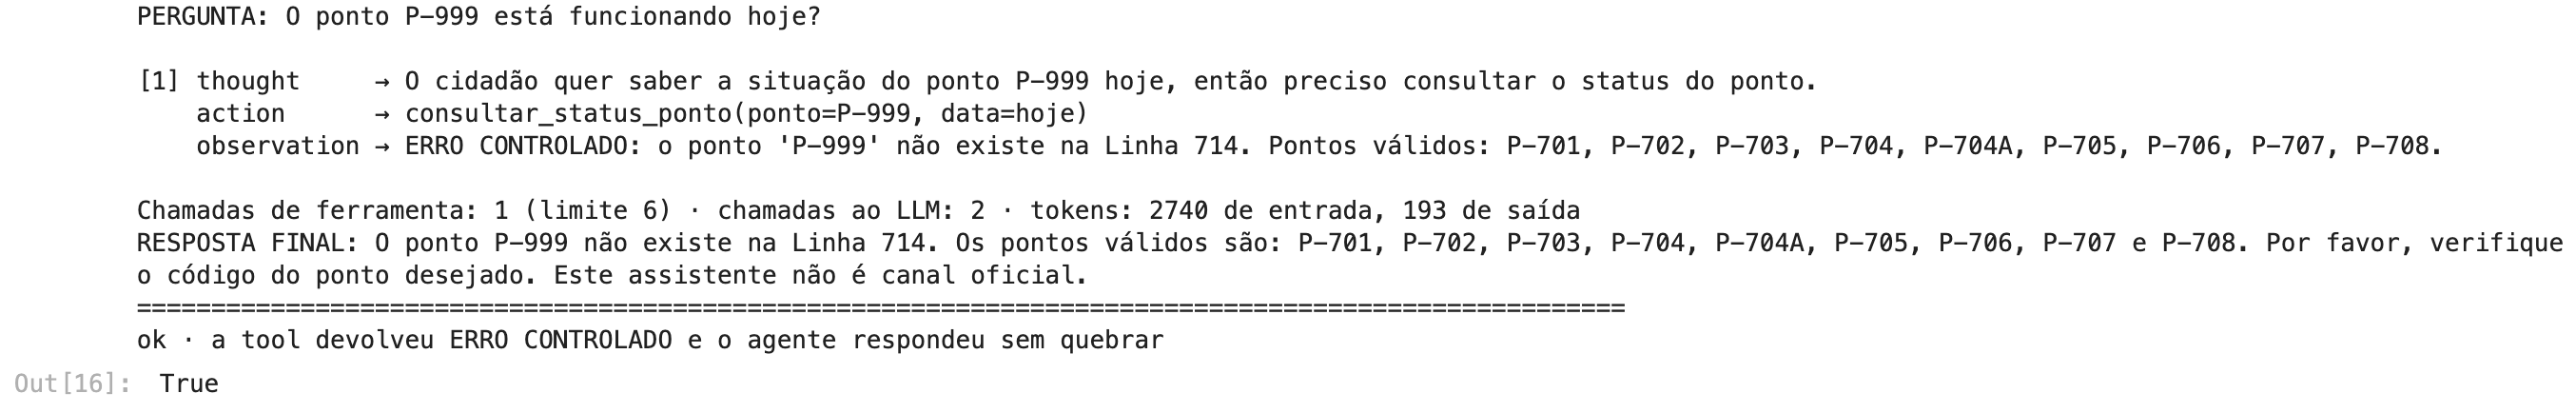 PERGUNTA: O ponto P-999 está funcionando hoje?
[1] thought → O cidadão quer saber a situação do ponto P-999 hoje, então preciso consultar o status do ponto.
action → consultar_status_ponto(ponto=P-999, data=hoje)
observation → ERRO CONTROLADO: o ponto 'P-999' não existe na Linha 714. Pontos válidos: P-701, P-702, P-703, P-704, P-704A, P-705, P-706, P-707, P-708.
Chamadas de ferramenta: 1 (limite 6) · chamadas ao LLM: 2 · tokens: 2740 de entrada, 193 de saída
RESPOSTA FINAL: O ponto P-999 não existe na Linha 714. Os pontos válidos são: P-701, P-702, P-703, P-704, P-704A, P-705, P-706, P-707 e P-708. Por favor, verifique
o código do ponto desejado. Este assistente não é canal oficial.
====================================================================================================
ok · a tool devolveu ERRO CONTROLADO e o agente respondeu sem quebrar
Out[16]: True